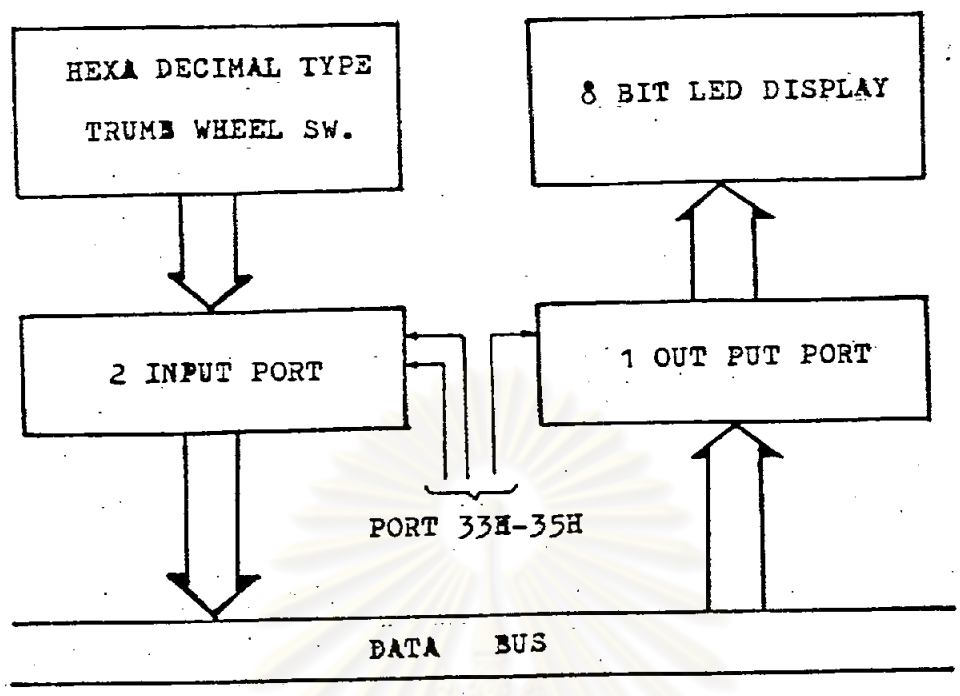 HEXA DECIMAL TYPE
TRUMB WHEEL SW.
8 BIT LED DISPLAY
2 INPUT PORT
1 OUT PUT PORT
PORT 33H-35H
DATA BUS